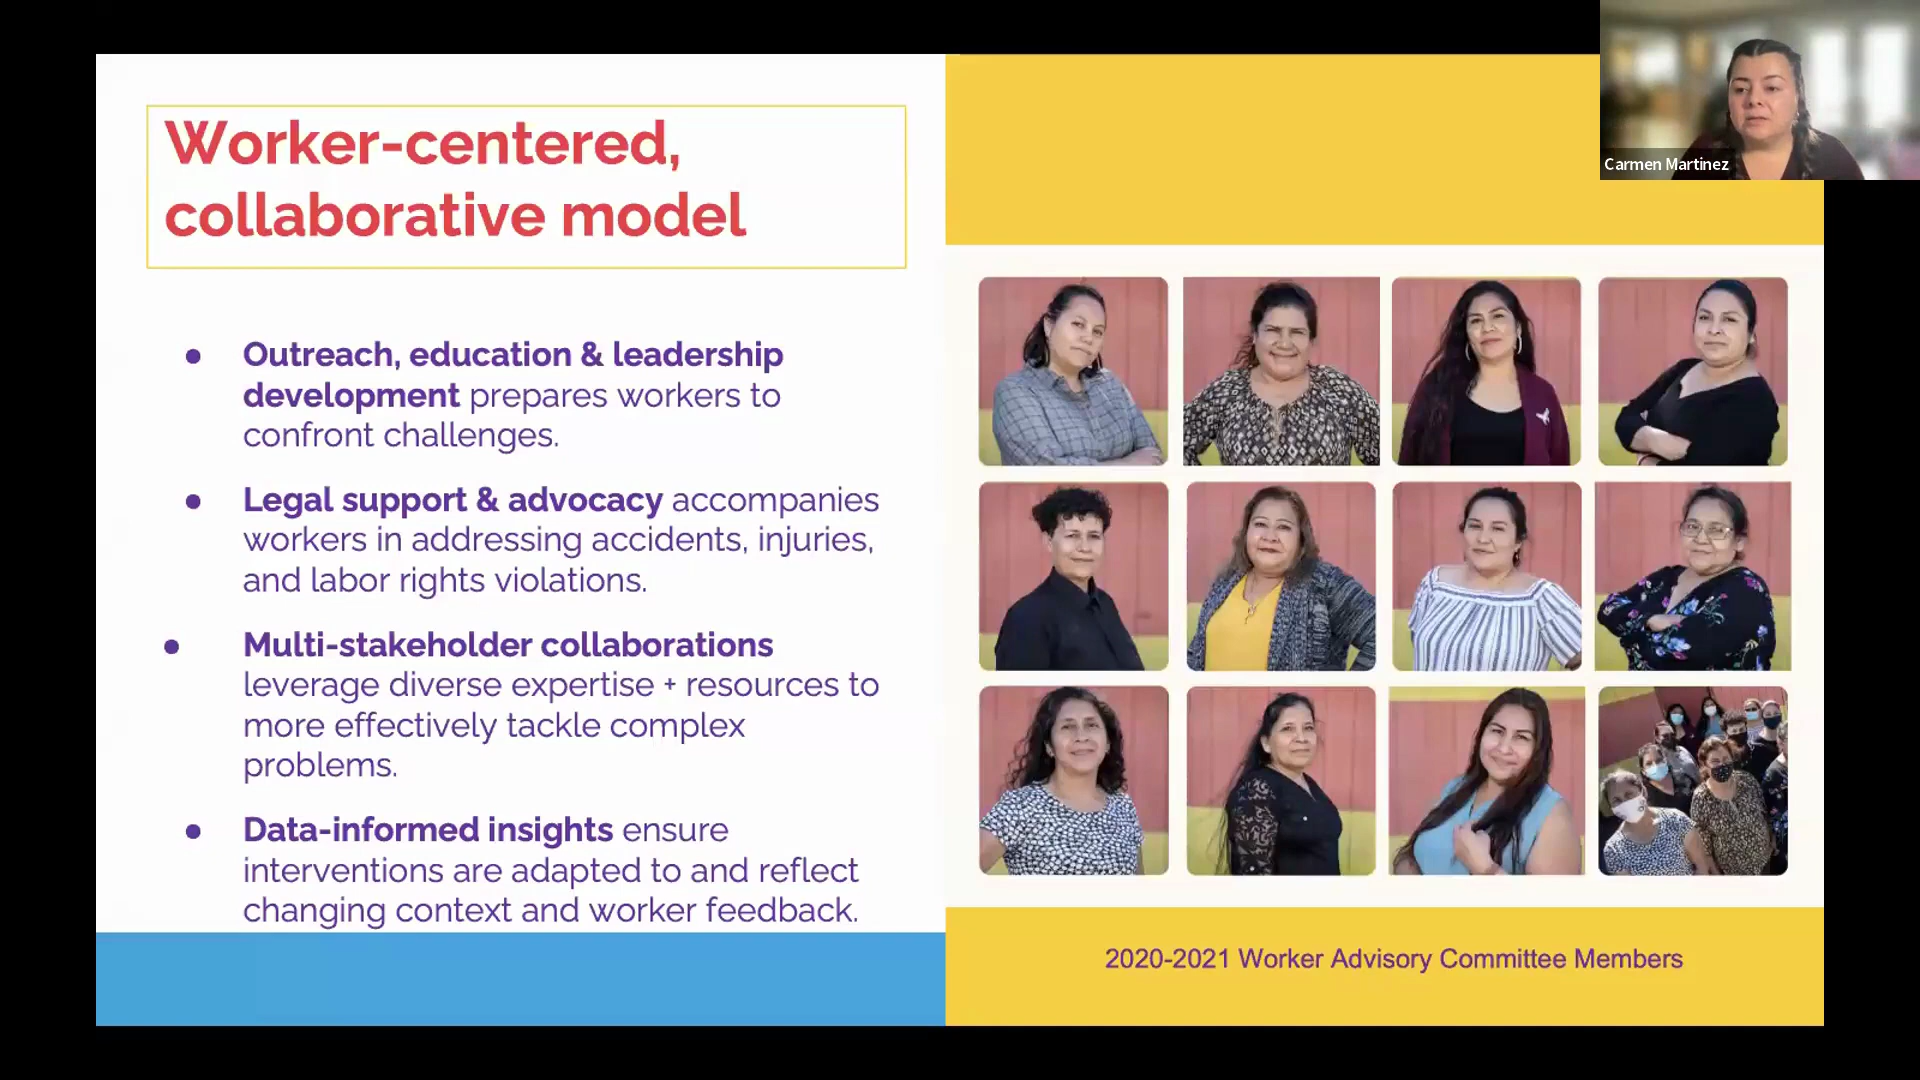 Worker-centered,
collaborative model
● Outreach, education & leadership
development prepares workers to
confront challenges.
● Legal support & advocacy accompanies
workers in addressing accidents, injuries,
and labor rights violations.
● Multi-stakeholder collaborations
leverage diverse expertise + resources to
more effectively tackle complex
problems.
● Data-informed insights ensure
interventions are adapted to and reflect
changing context and worker feedback.
Carmen Martinez
2020-2021 Worker Advisory Committee Members